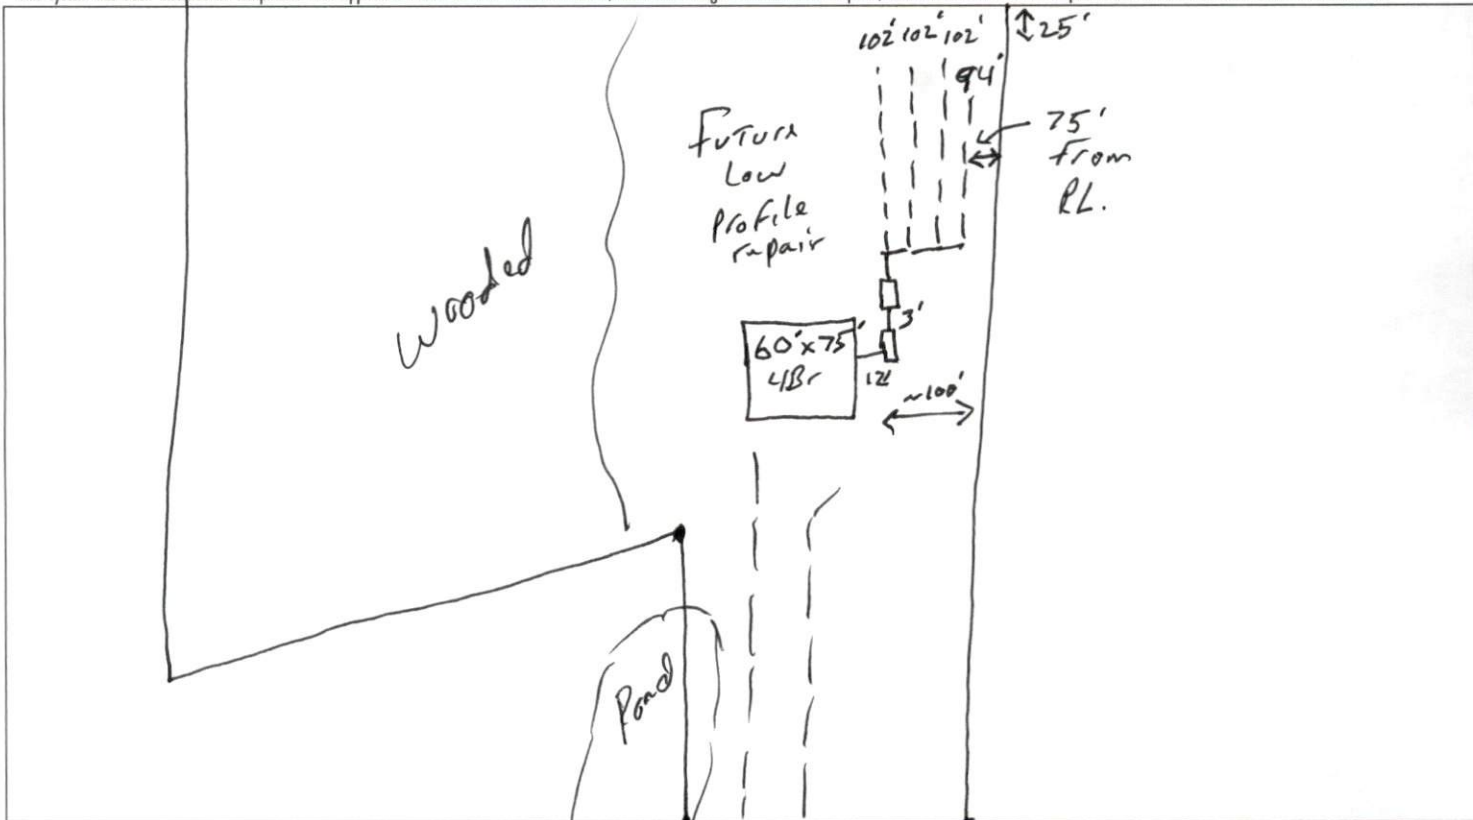 102' 102' 102'
94'
25'
75'
from
PL.
Future
Low
Profile
repair
Wooded
3'
60'x75'
4Br
12'
~100'
Pond